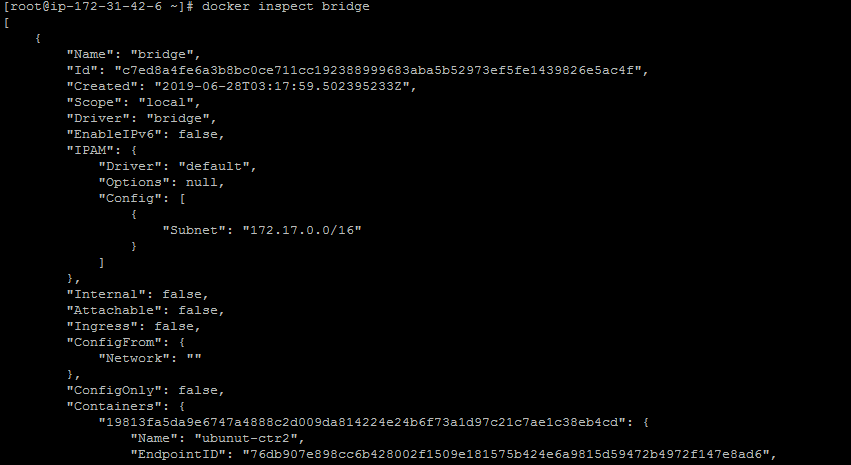 [root@ip-172-31-42-6 ~]# docker inspect bridge
[
    {
        "Name": "bridge",
        "Id": "c7ed8a4fe6a3b8bc0ce711cc192388999683aba5b52973ef5fe1439826e5ac4f",
        "Created": "2019-06-28T03:17:59.502395233Z",
        "Scope": "local",
        "Driver": "bridge",
        "EnableIPv6": false,
        "IPAM": {
            "Driver": "default",
            "Options": null,
            "Config": [
                {
                    "Subnet": "172.17.0.0/16"
                }
            ]
        },
        "Internal": false,
        "Attachable": false,
        "Ingress": false,
        "ConfigFrom": {
            "Network": ""
        },
        "ConfigOnly": false,
        "Containers": {
            "19813fa5da9e6747a4888c2d009da814224e24b6f73a1d97c21c7ae1c38eb4cd": {
                "Name": "ubunut-ctr2",
                "EndpointID": "76db907e898cc6b428002f1509e181575b424e6a9815d59472b4972f147e8ad6",